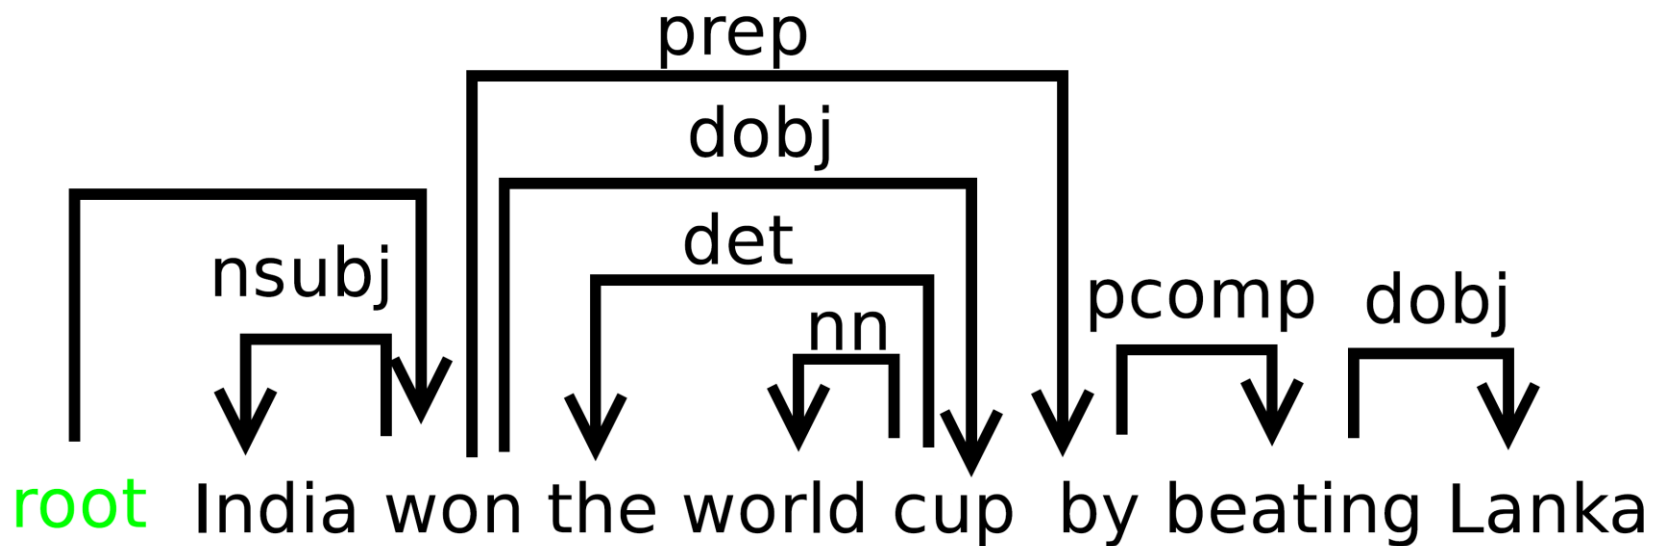 prep
dobj
det
nsubj
nn
pcomp dobj
root India won the world cup by beating Lanka